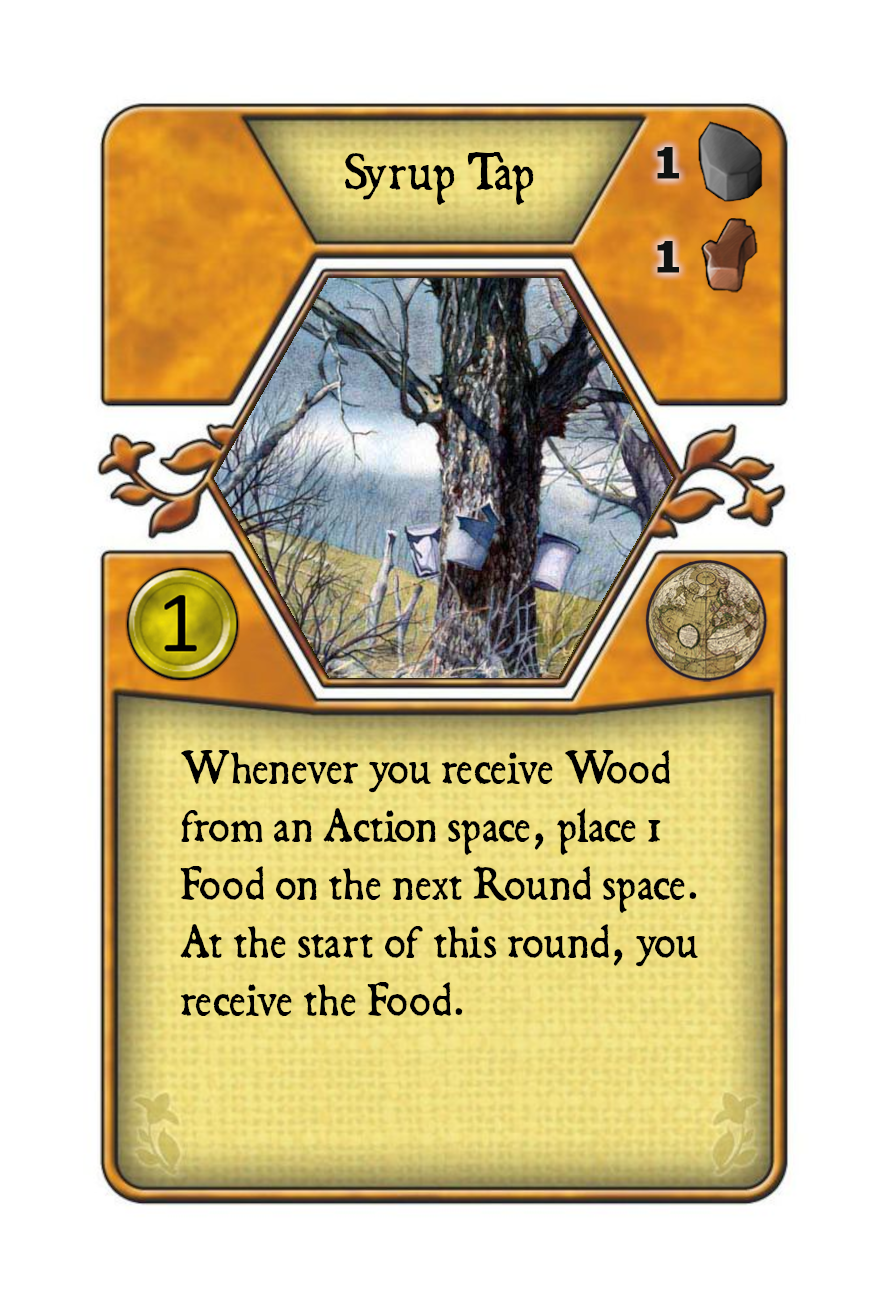 Syrup Tap
1
1
1
Whenever you receive Wood
from an Action space, place 1
Food on the next Round space.
At the start of this round, you
receive the Food.